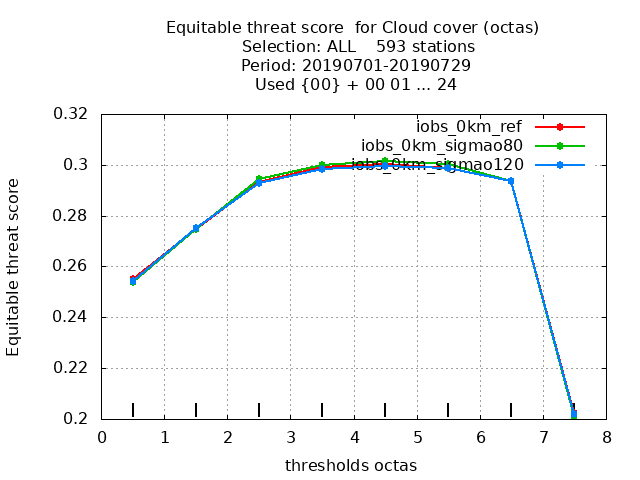 Equitable threat score  for Cloud cover (octas)
Selection: ALL    593 stations
Period: 20190701-20190729
Used {00} + 00 01 ... 24
0.32
0.3
0.28
0.26
0.24
0.22
0.2
Equitable threat score
iobs_0km_ref
iobs_0km_sigmao80
iobs_0km_sigmao120
0 1 2 3 4 5 6 7 8
thresholds octas